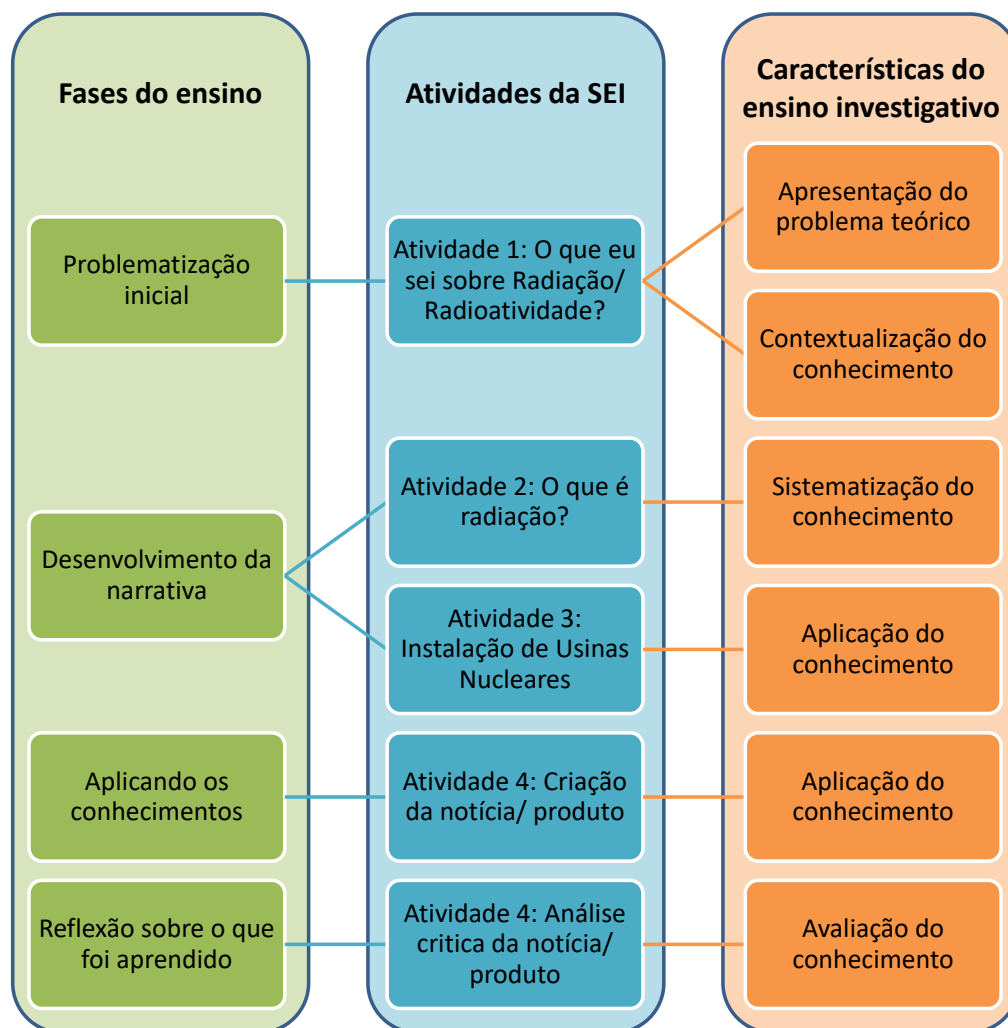 Fases do ensino
Problematização
inicial
Desenvolvimento da
narrativa
Aplicando os
conhecimentos
Reflexão sobre o que
foi aprendido
Atividades da SEI
Atividade 1: O que eu
sei sobre Radiação/
Radioatividade?
Atividade 2: O que é
radiação?
Atividade 3:
Instalação de Usinas
Nucleares
Atividade 4: Criação
da notícia/ produto
Atividade 4: Análise
critica da notícia/
produto
Características do
ensino investigativo
Apresentação do
problema teórico
Contextualização do
conhecimento
Sistematização do
conhecimento
Aplicação do
conhecimento
Aplicação do
conhecimento
Avaliação do
conhecimento